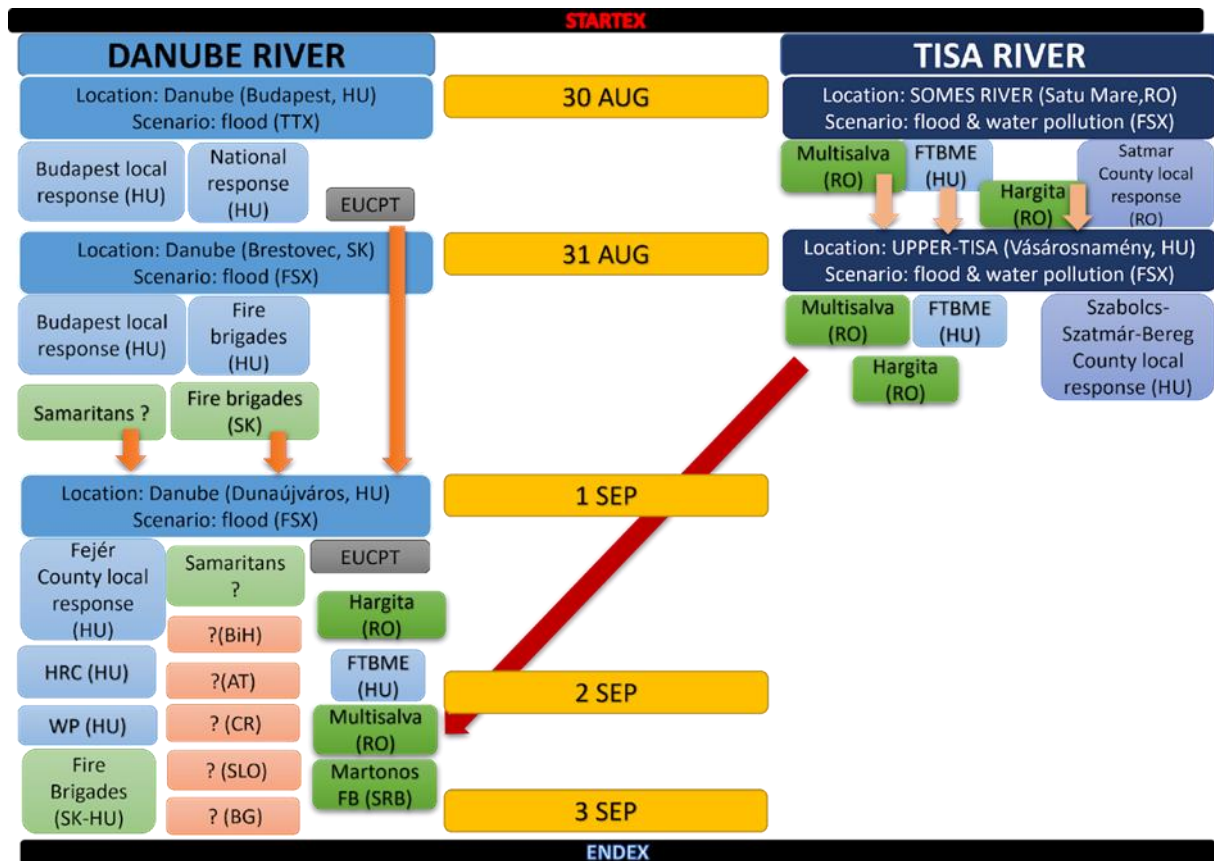 STARTEX
DANUBE RIVER
Location: Danube (Budapest, HU)
Scenario: flood (TTX)
Budapest local
response (HU)
National
response
(HU)
EUCPT
Location: Danube (Brestovec, SK)
Scenario: flood (FSX)
Budapest local
response (HU)
Fire
brigades
(HU)
Samaritans ?
Fire brigades
(SK)
Location: Danube (Dunaújváros, HU)
Scenario: flood (FSX)
Fejér
County local
response
(HU)
HRC (HU)
WP (HU)
Fire
Brigades
(SK-HU)
Samaritans
?
?(BiH)
?(AT)
? (CR)
? (SLO)
? (BG)
EUCPT
Hargita
(RO)
FTBME
(HU)
Multisalva
(RO)
Martonos
FB (SRB)
30 AUG
31 AUG
1 SEP
2 SEP
3 SEP
TISA RIVER
Location: SOMES RIVER (Satu Mare,RO)
Scenario: flood & water pollution (FSX)
Multisalva
(RO)
FTBME
(HU)
Hargita
(RO)
Satmar
County local
response
(RO)
Location: UPPER-TISA (Vásárosnamény, HU)
Scenario: flood & water pollution (FSX)
Multisalva
(RO)
FTBME
(HU)
Hargita
(RO)
Szabolcs-
Szatmár-Bereg
County local
response (HU)
ENDEX